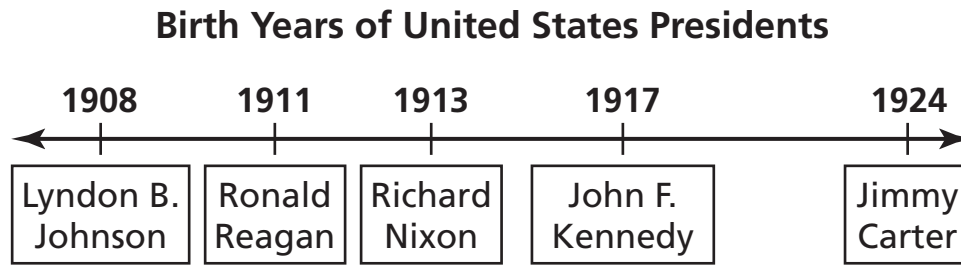 Birth Years of United States Presidents
1908 1911 1913 1917 1924
Lyndon B. Johnson
Ronald Reagan
Richard Nixon
John F. Kennedy
Jimmy Carter